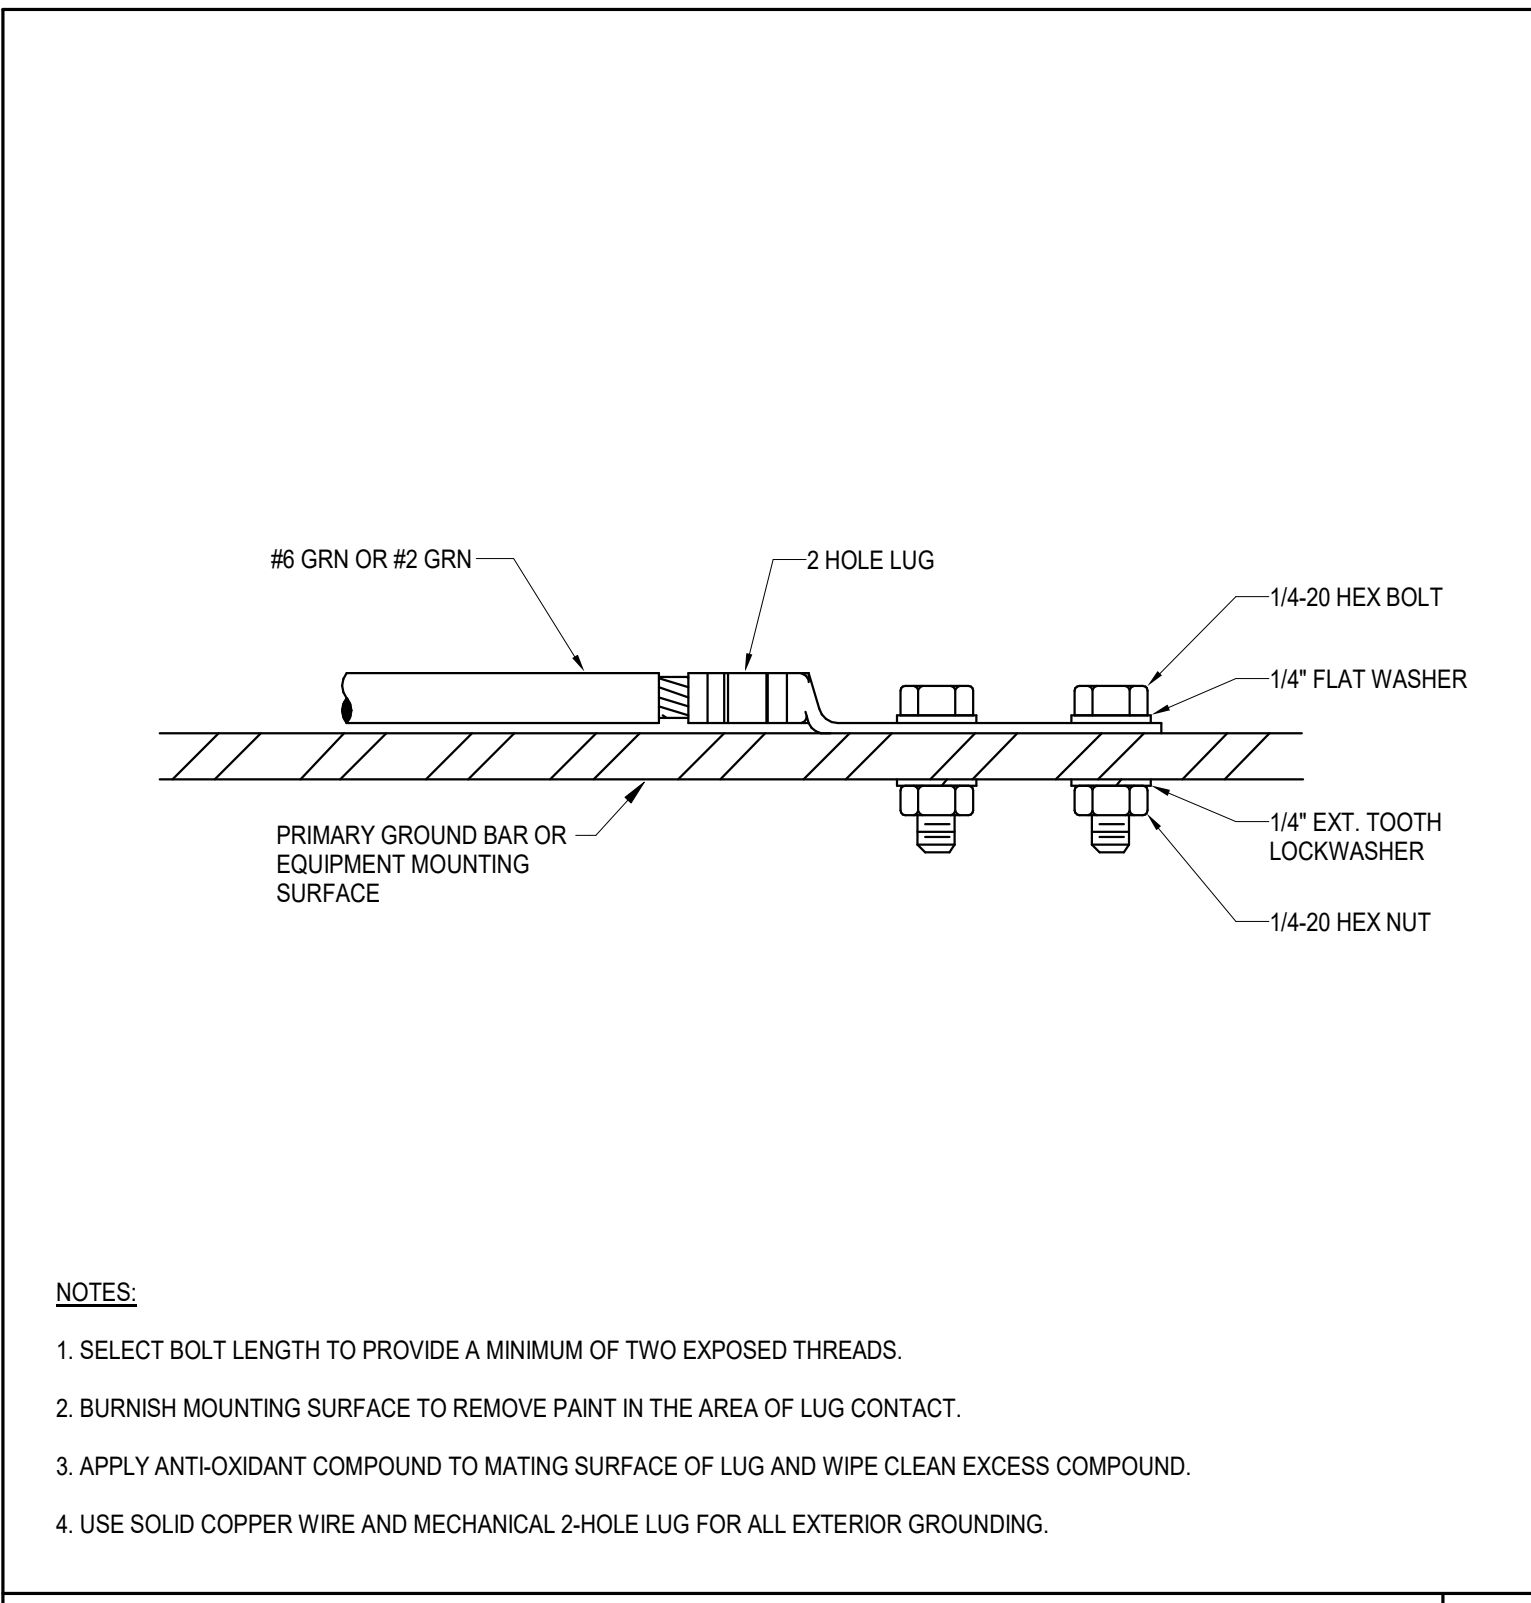 #6 GRN OR #2 GRN
2 HOLE LUG
1/4-20 HEX BOLT
1/4" FLAT WASHER
PRIMARY GROUND BAR OR
EQUIPMENT MOUNTING
SURFACE
1/4" EXT. TOOTH
LOCKWASHER
1/4-20 HEX NUT
NOTES:
1. SELECT BOLT LENGTH TO PROVIDE A MINIMUM OF TWO EXPOSED THREADS.
2. BURNISH MOUNTING SURFACE TO REMOVE PAINT IN THE AREA OF LUG CONTACT.
3. APPLY ANTI-OXIDANT COMPOUND TO MATING SURFACE OF LUG AND WIPE CLEAN EXCESS COMPOUND.
4. USE SOLID COPPER WIRE AND MECHANICAL 2-HOLE LUG FOR ALL EXTERIOR GROUNDING.